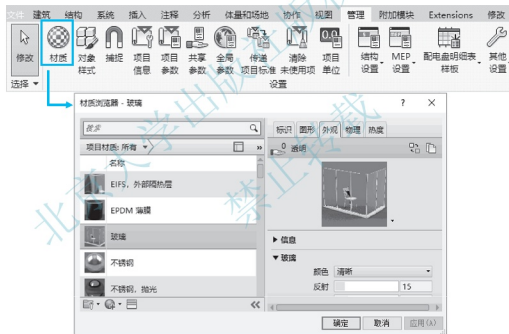 文件 建筑 结构 系统 插入 注释 分析 体量和场地 协作 视图 管理 附加模块 Extensions 修改
修改 材质 对象样式 捕捉 项目信息 项目参数 共享参数 全局参数 传递项目标准 清除未使用项 项目单位 结构设置 MEP设置 配电盘明细表样板 其他设置
选择 设置
材质浏览器 - 玻璃 ? ×
搜索
项目材质: 所有
名称
EIFS，外部隔热层
EPDM 薄膜
玻璃
不锈钢
不锈钢，抛光
标识 图形 外观 物理 热度
0 透明
信息
玻璃
颜色 清晰
反射 15
确定 取消 应用(A)
禁止转载